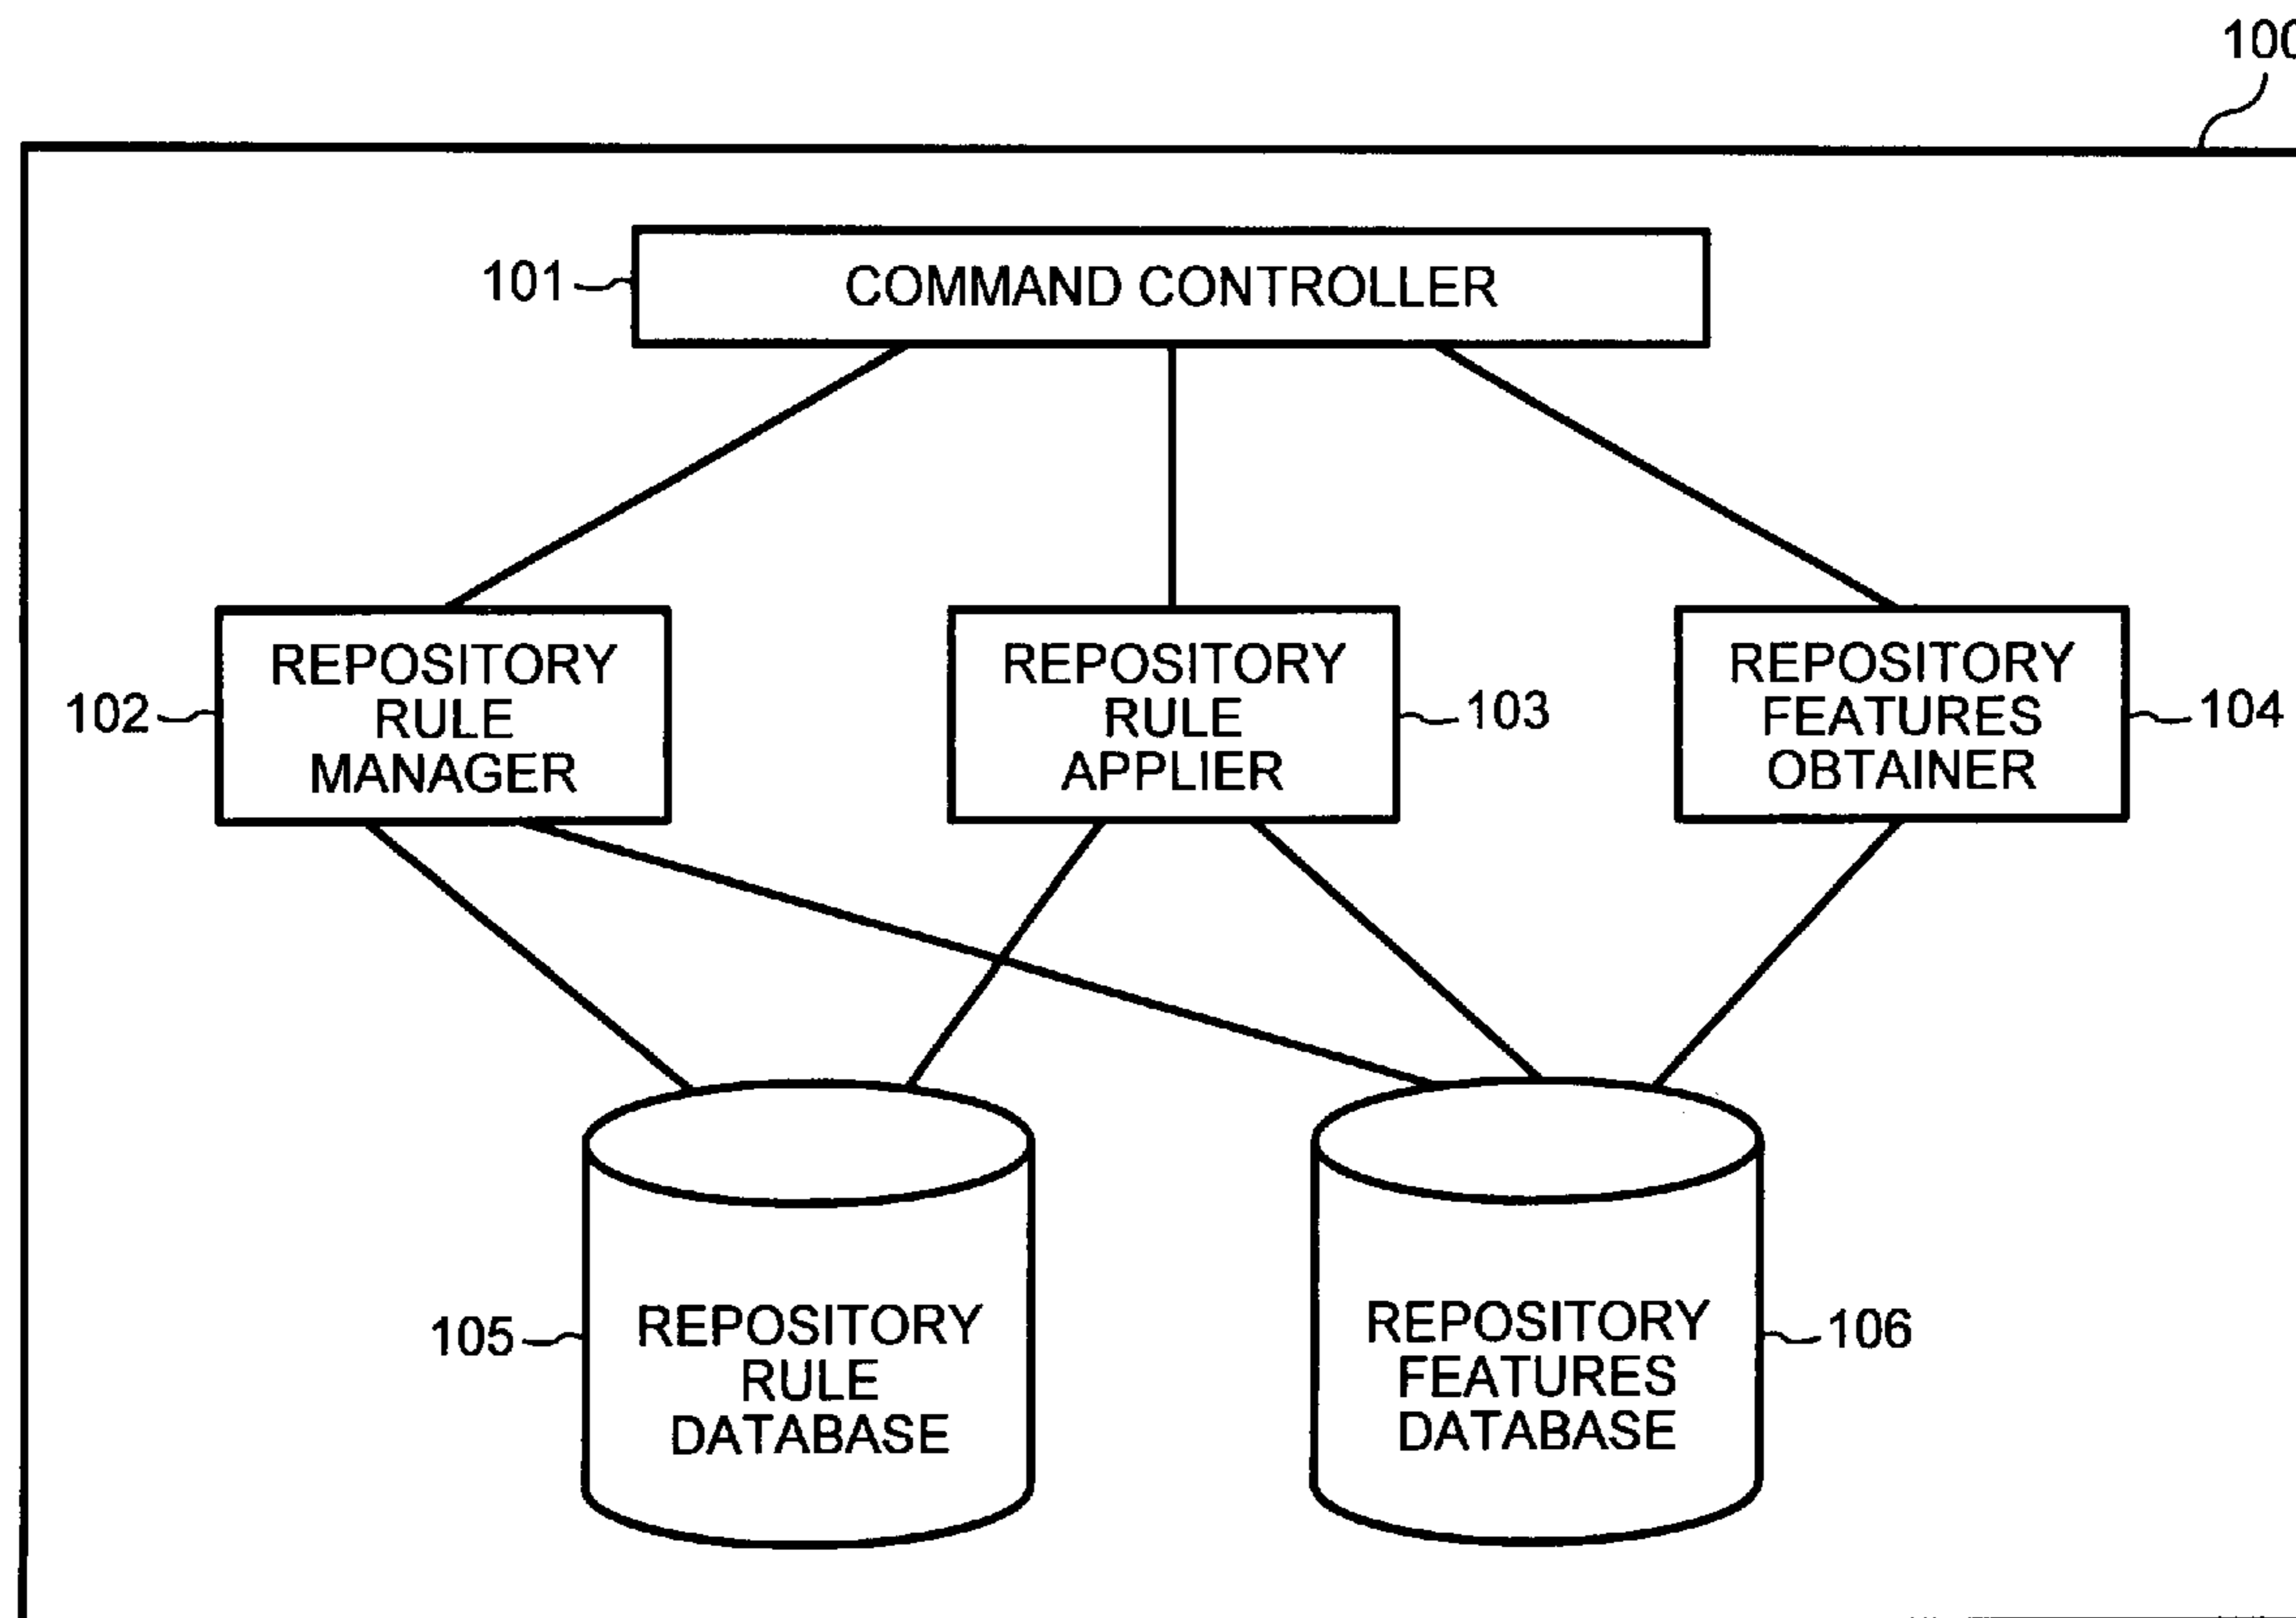 100
101
COMMAND CONTROLLER
REPOSITORY
RULE
MANAGER
102
REPOSITORY
RULE
APPLIER
103
REPOSITORY
FEATURES
OBTAINER
104
105
REPOSITORY
RULE
DATABASE
REPOSITORY
FEATURES
DATABASE
106